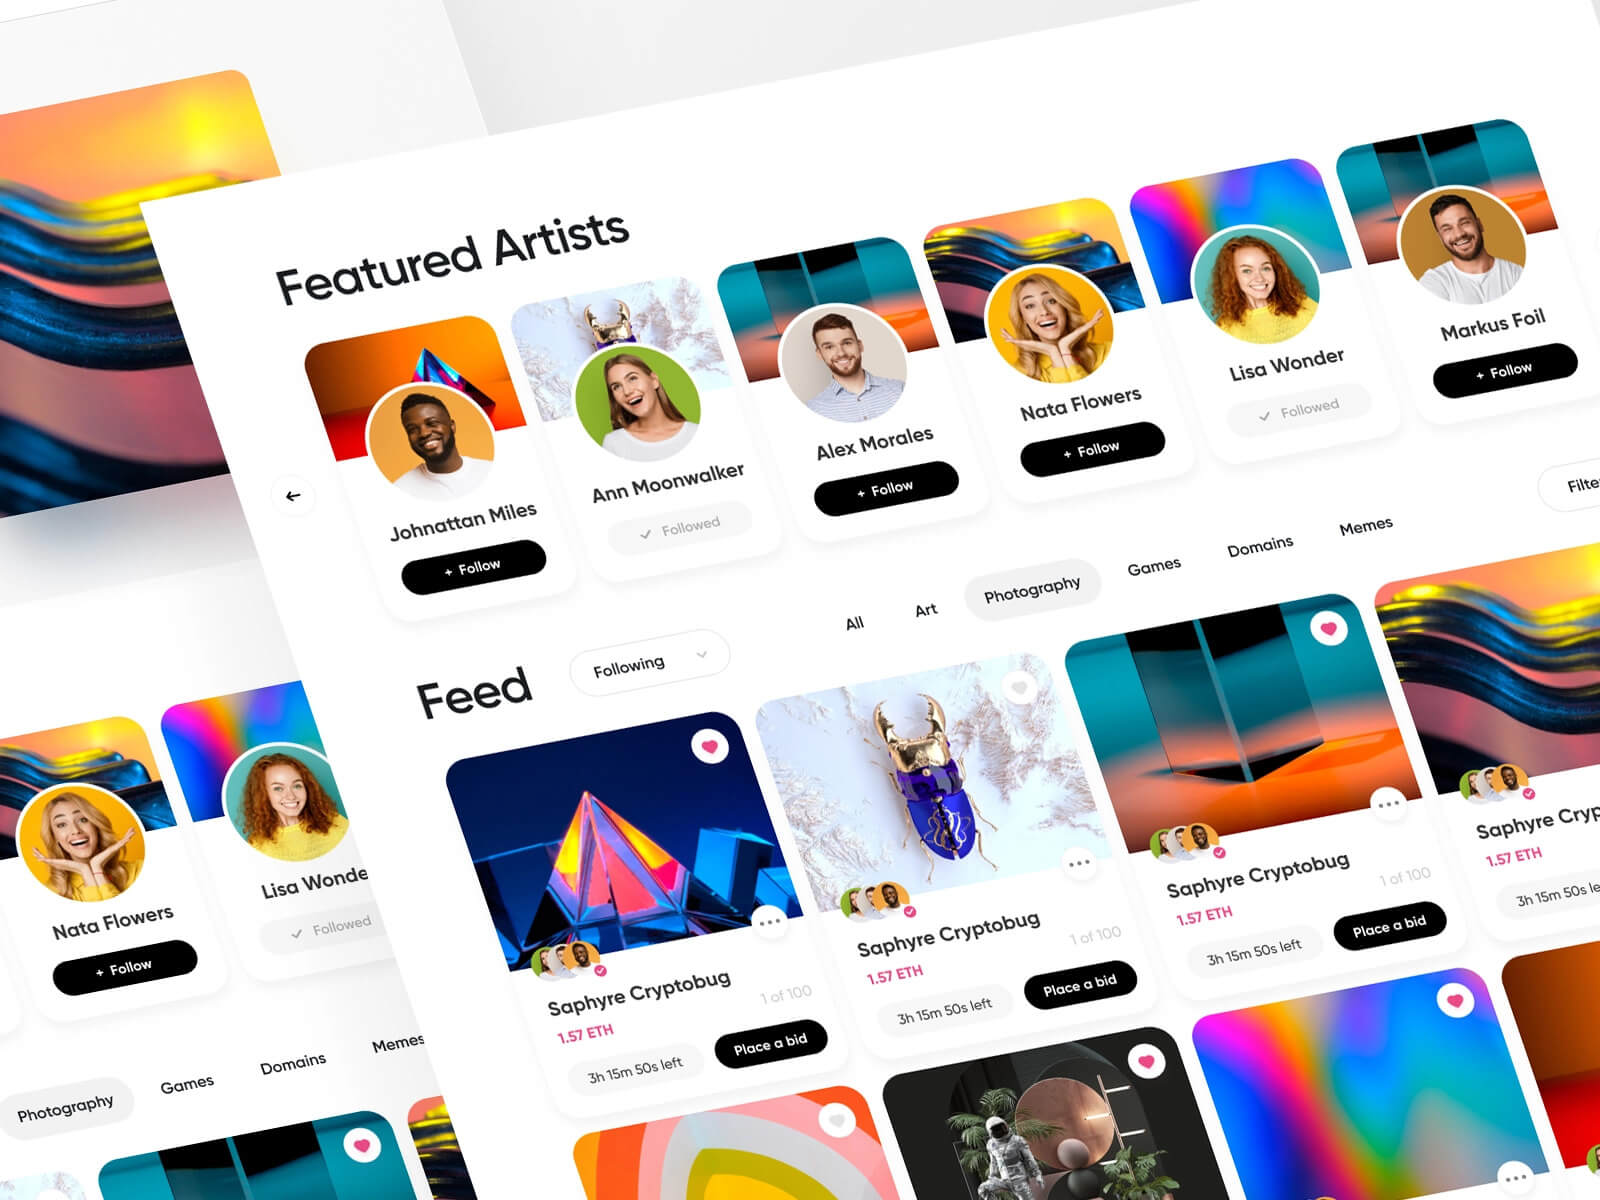 Featured Artists
Johnattan Miles
+ Follow
Ann Moonwalker
Followed
Alex Morales
+ Follow
Nata Flowers
+ Follow
Lisa Wonder
Followed
Markus Foil
+ Follow
Feed
Following
All
Art
Photography
Games
Domains
Memes
Saphyre Cryptobug
1.57 ETH
1 of 100
3h 15m 50s left
Place a bid
Saphyre Cryptobug
1.57 ETH
1 of 100
3h 15m 50s left
Place a bid
Saphyre Cryptobug
1.57 ETH
1 of 100
3h 15m 50s left
Place a bid
Saphyre
1.57 ETH
3h 15m 50s
Nata Flowers
+ Follow
Lisa
Followed
Photography
Games
Domains
Memes